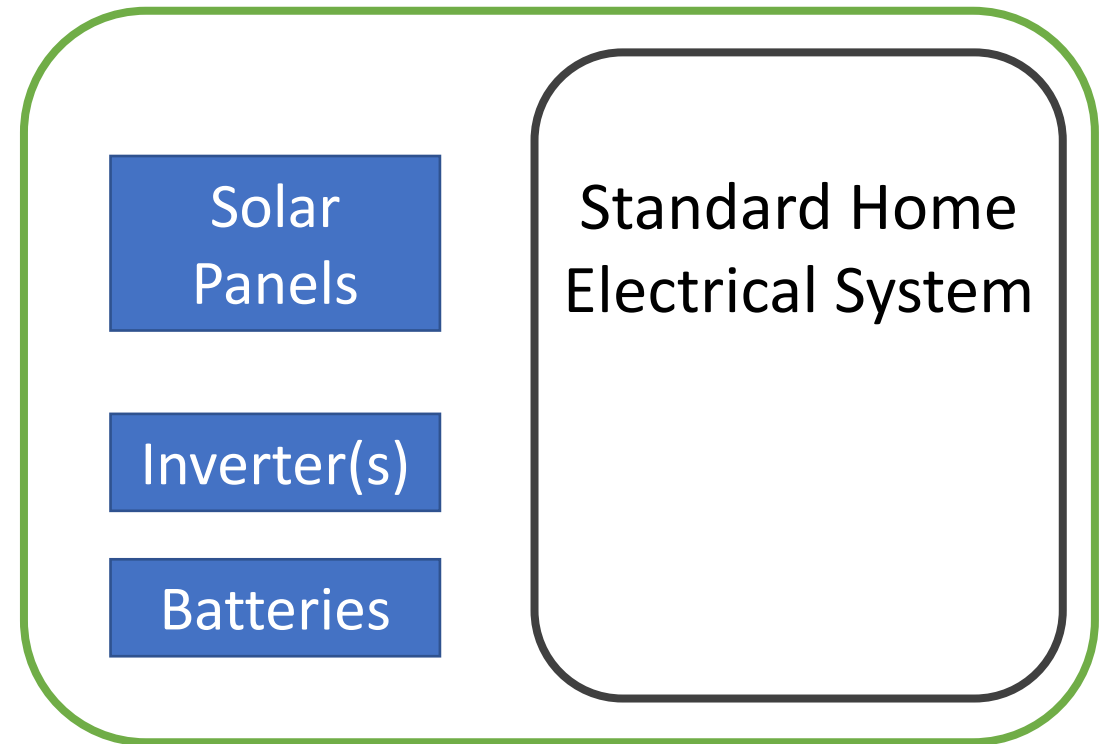 Solar
Panels
Inverter(s)
Batteries
Standard Home
Electrical System